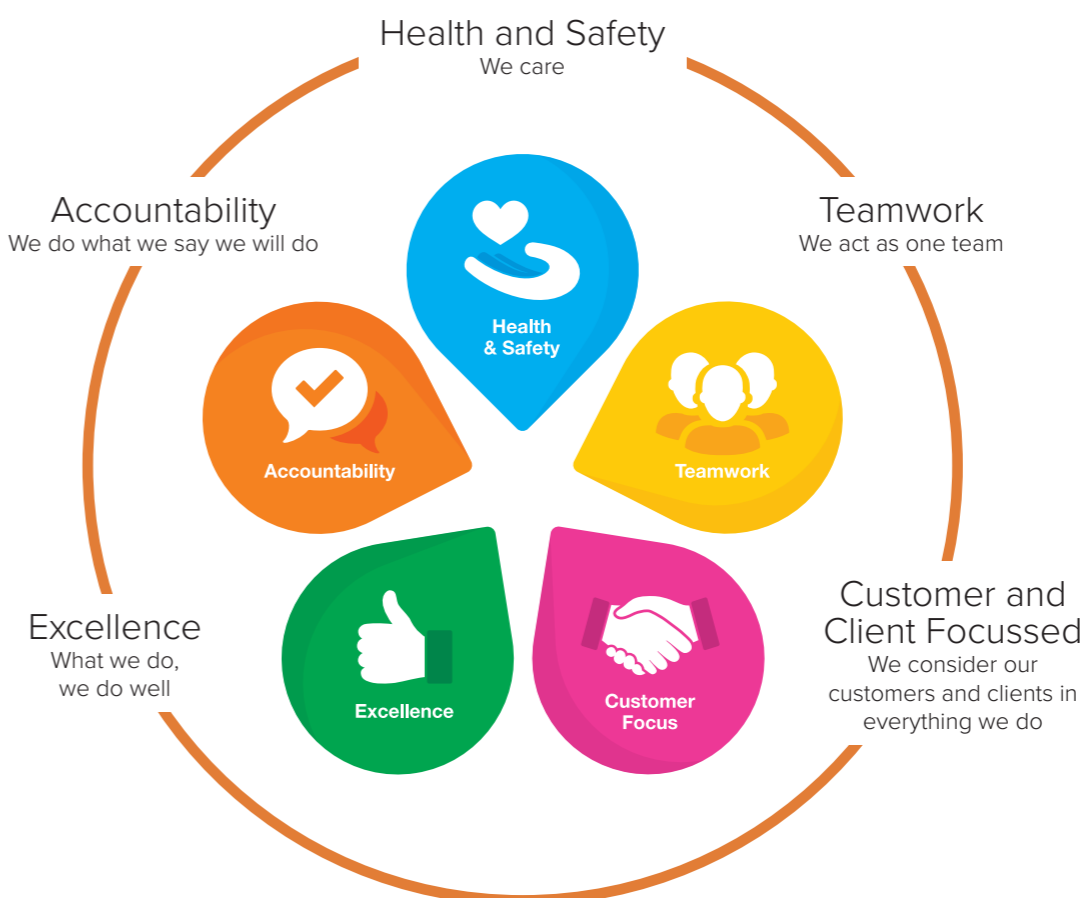 Health and Safety
We care
Accountability
We do what we say we will do
Teamwork
We act as one team
Health
& Safety
Accountability
Teamwork
Excellence
What we do,
we do well
Customer and
Client Focussed
We consider our
customers and clients in
everything we do
Excellence
Customer
Focus